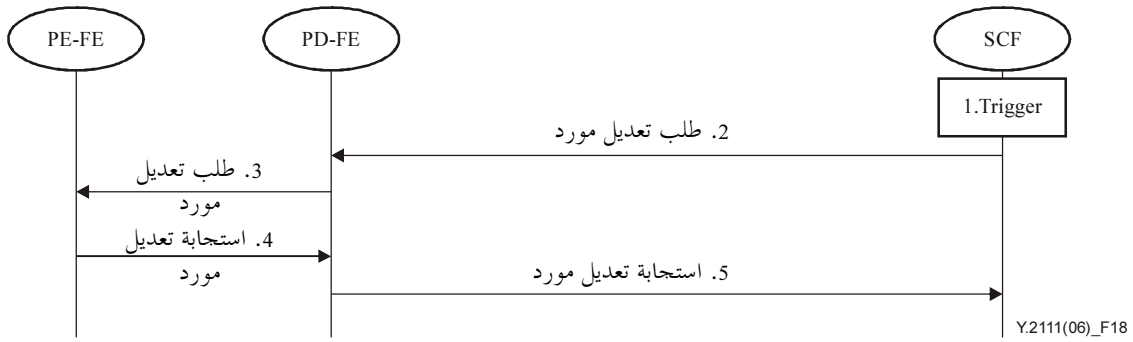 PE-FE
PD-FE
SCF
1.Trigger
2. طلب تعديل مورد
3. طلب تعديل
مورد
4. استجابة تعديل
مورد
5. استجابة تعديل مورد
Y.2111(06)_F18